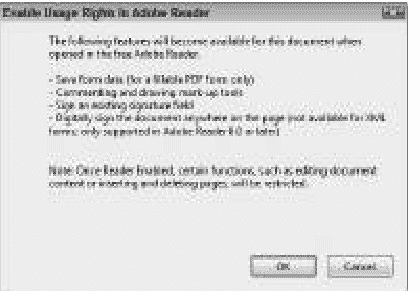 Enable Usage Rights in Adobe Reader
The following features will become available for this document when
opened in the free Adobe Reader.
- Save form data (for a fillable PDF form only)
- Commenting and drawing mark-up tools
- Sign an existing signature field
- Digitally sign the document anywhere on the page (not available for XML
forms; only supported in Adobe Reader 8.0 or later)
Note: Once Reader Enabled, certain functions, such as editing document
content or inserting and deleting pages, will be restricted.
OK Cancel